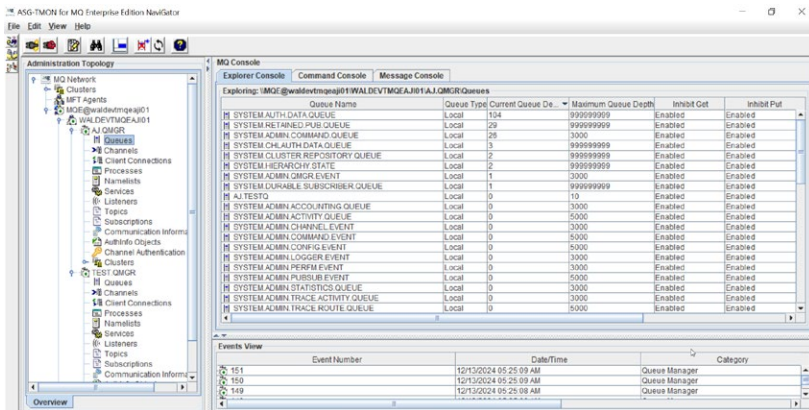 ASG-TMON for MQ Enterprise Edition NaviGator
File Edit View Help
Administration Topology
MQ Network
Clusters
MFT Agents
MQE@waldevtmqeaji01
WALDEVTMQEAJI01
AJ.QMGR
Queues
Channels
Client Connections
Processes
Namelists
Services
Listeners
Topics
Subscriptions
Communication Informa
AuthInfo Objects
Channel Authentication
Clusters
TEST.QMGR
Queues
Channels
Client Connections
Processes
Namelists
Services
Listeners
Topics
Subscriptions
Communication Informa
Overview
MQ Console
Explorer Console Command Console Message Console
Exploring: \\MQE@waldevtmqeaji01\WALDEVTMQEAJI01\AJ.QMGR\Queues
Queue Name Queue Type Current Queue De... Maximum Queue Depth Inhibit Get Inhibit Put
SYSTEM.AUTH.DATA.QUEUE Local 104 999999999 Enabled Enabled
SYSTEM.RETAINED.PUB.QUEUE Local 29 999999999 Enabled Enabled
SYSTEM.ADMIN.COMMAND.QUEUE Local 26 3000 Enabled Enabled
SYSTEM.CHLAUTH.DATA.QUEUE Local 3 999999999 Enabled Enabled
SYSTEM.CLUSTER.REPOSITORY.QUEUE Local 2 999999999 Enabled Enabled
SYSTEM.HIERARCHY.STATE Local 2 999999999 Enabled Enabled
SYSTEM.ADMIN.QMGR.EVENT Local 1 3000 Enabled Enabled
SYSTEM.DURABLE.SUBSCRIBER.QUEUE Local 1 999999999 Enabled Enabled
AJ.TESTQ Local 0 10 Enabled Enabled
SYSTEM.ADMIN.ACCOUNTING.QUEUE Local 0 3000 Enabled Enabled
SYSTEM.ADMIN.ACTIVITY.QUEUE Local 0 5000 Enabled Enabled
SYSTEM.ADMIN.CHANNEL.EVENT Local 0 3000 Enabled Enabled
SYSTEM.ADMIN.COMMAND.EVENT Local 0 5000 Enabled Enabled
SYSTEM.ADMIN.CONFIG.EVENT Local 0 5000 Enabled Enabled
SYSTEM.ADMIN.LOGGER.EVENT Local 0 3000 Enabled Enabled
SYSTEM.ADMIN.PERFM.EVENT Local 0 3000 Enabled Enabled
SYSTEM.ADMIN.PUBSUB.EVENT Local 0 5000 Enabled Enabled
SYSTEM.ADMIN.STATISTICS.QUEUE Local 0 3000 Enabled Enabled
SYSTEM.ADMIN.TRACE.ACTIVITY.QUEUE Local 0 3000 Enabled Enabled
SYSTEM.ADMIN.TRACE.ROUTE.QUEUE Local 0 5000 Enabled Enabled
Events View
Event Number Date/Time Category
151 12/13/2024 05:25:09 AM Queue Manager
150 12/13/2024 05:25:09 AM Queue Manager
149 12/13/2024 05:25:08 AM Queue Manager